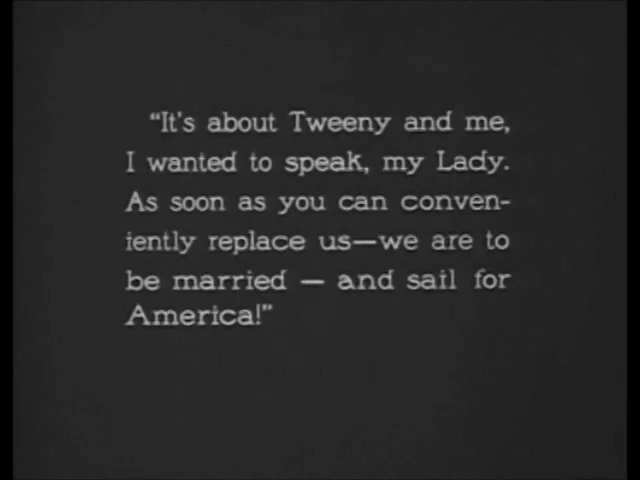 “It's about Tweeny and me,
I wanted to speak, my Lady.
As soon as you can conven-
iently replace us—we are to
be married — and sail for
America!”